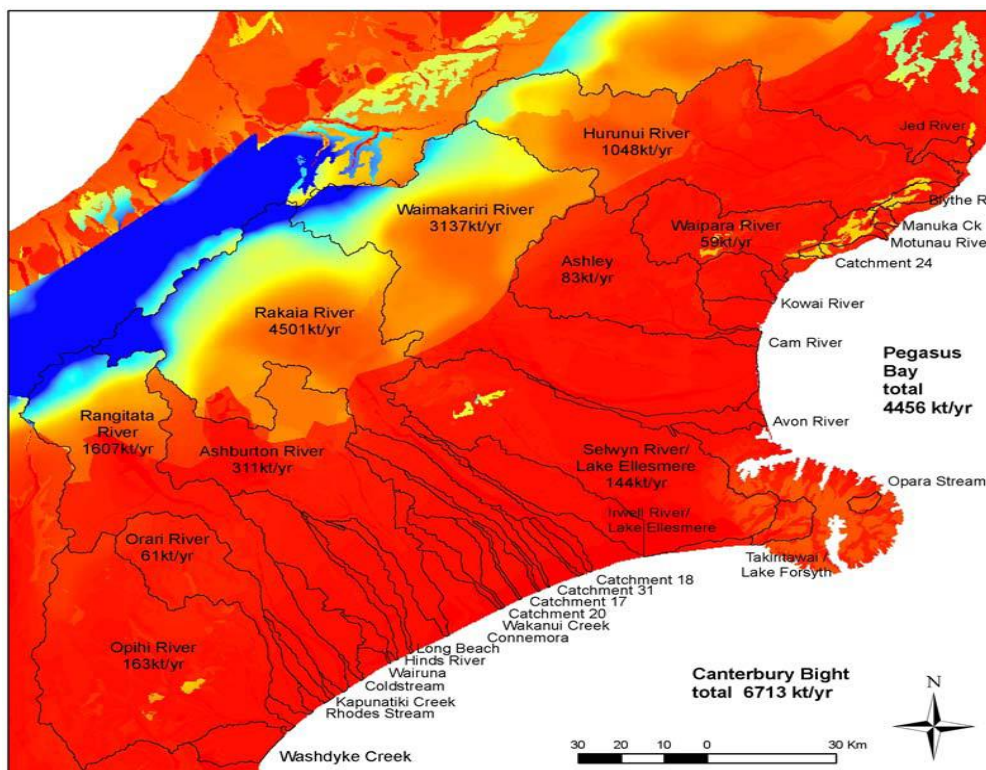 Jed River
Hurunui River
1048kt/yr
Blythe R
Waimakariri River
3137kt/yr
Waipara River
59kt/yr
Manuka Ck
Motunau River
Ashley
83kt/yr
Catchment 24
Kowai River
Rakaia River
4501kt/yr
Cam River
Pegasus
Bay
total
4456 kt/yr
Rangitata
River
1607kt/yr
Ashburton River
311kt/yr
Avon River
Selwyn River/
Lake Ellesmere
144kt/yr
Opara Stream
Irwell River/
Lake Ellesmere
Orari River
61kt/yr
Takiritawai /
Lake Forsyth
Catchment 18
Catchment 31
Catchment 17
Catchment 20
Wakanui Creek
Connemora
Opihi River
163kt/yr
Long Beach
Hinds River
Wairuna
Coldstream
Kapunatiki Creek
Rhodes Stream
Canterbury Bight
total 6713 kt/yr
N
Washdyke Creek
30 20 10 0 30 Km